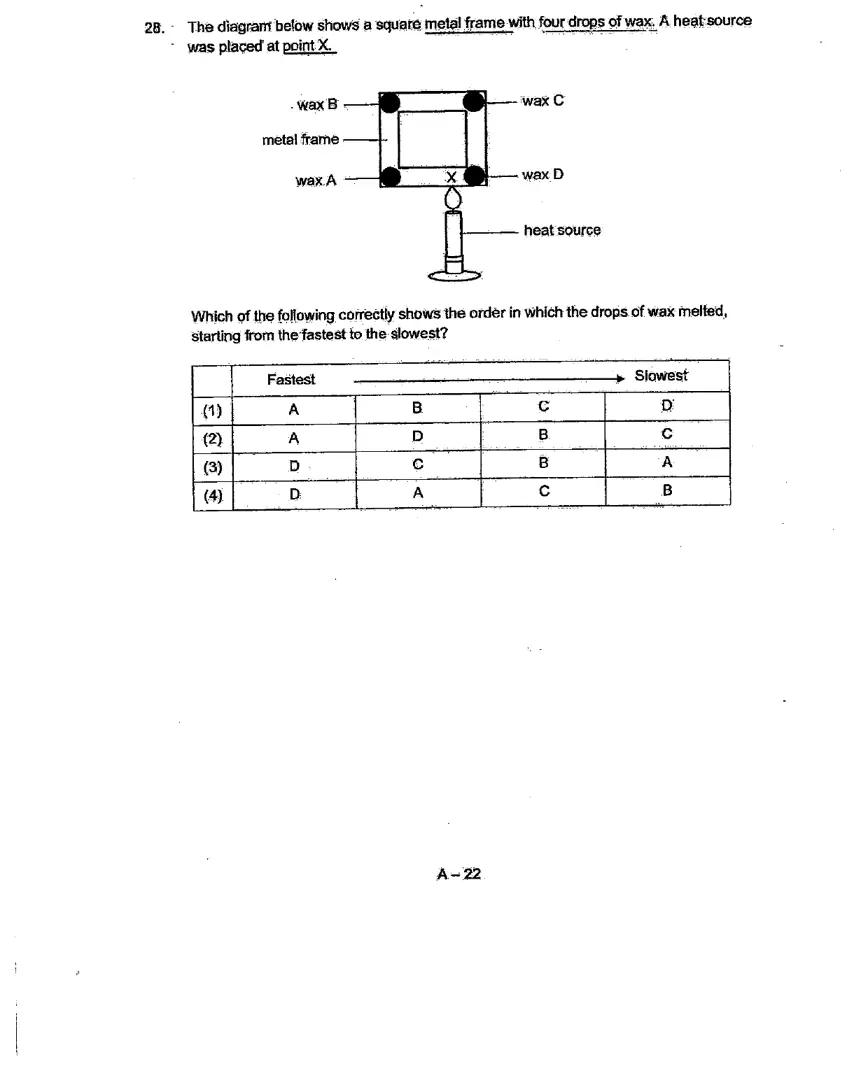 28. The diagram below shows a square metal frame with four drops of wax. A heat source
was placed at point X.
wax B
wax C
metal frame
wax A
X
wax D
heat source
Which of the following correctly shows the order in which the drops of wax melted,
starting from the fastest to the slowest?
Fastest Slowest
(1) A B C D
(2) A D B C
(3) D C B A
(4) D A C B
A – 22